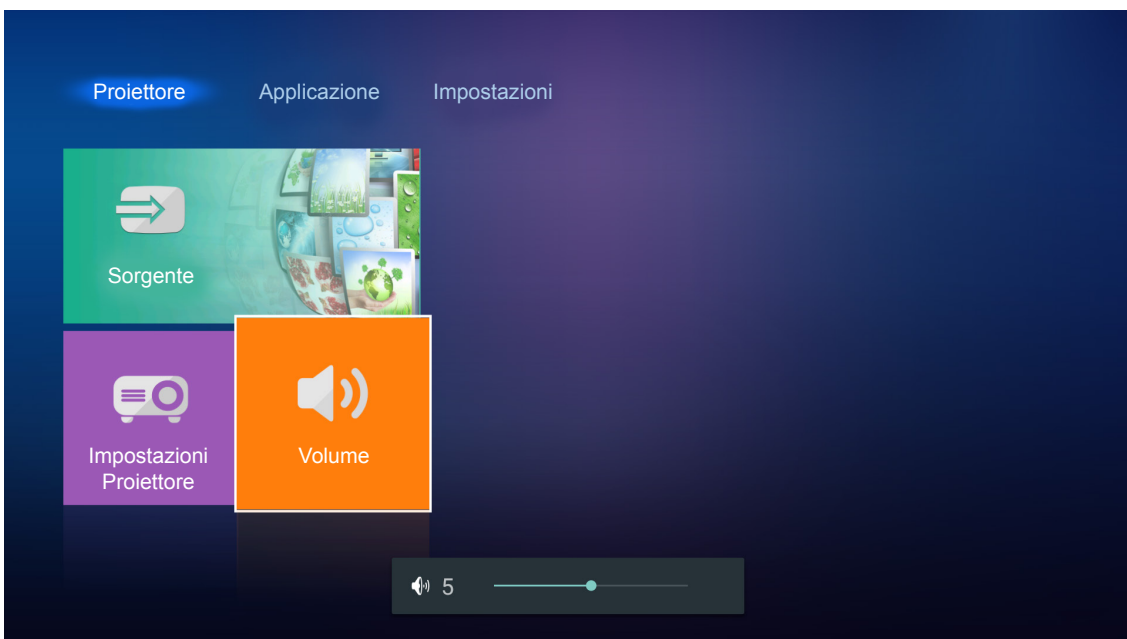 Proiettore Applicazione Impostazioni
Sorgente
Impostazioni
Proiettore
Volume
5